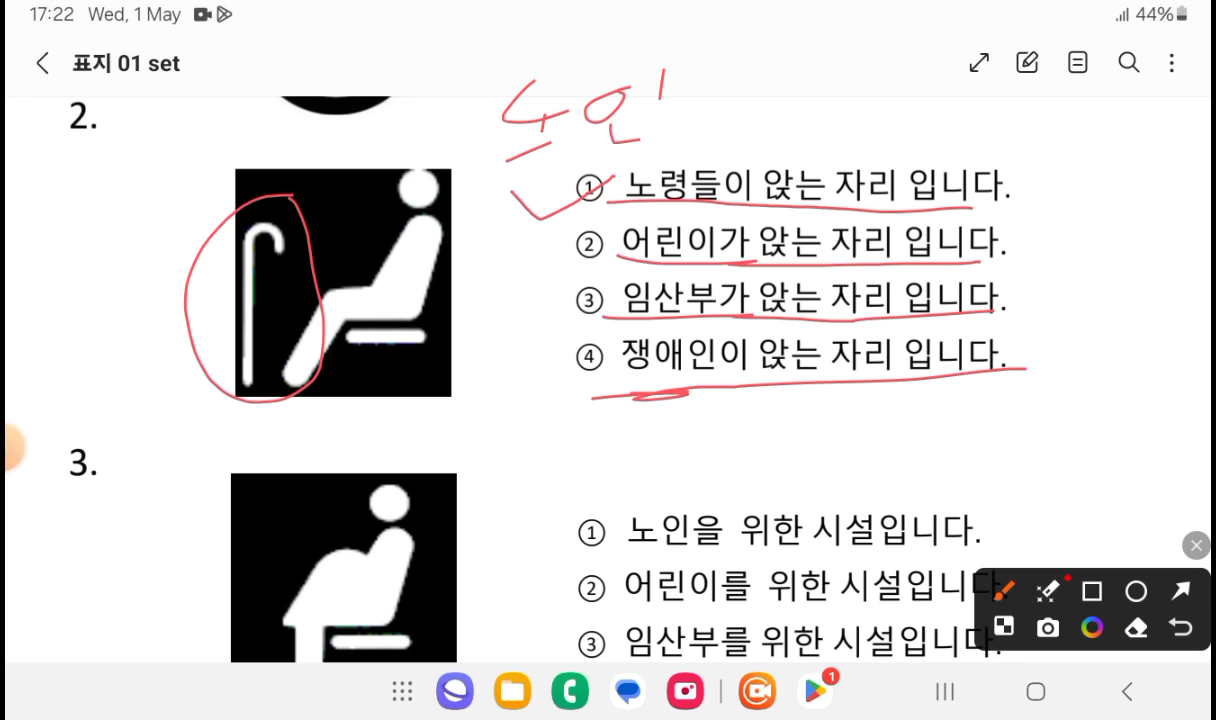 17:22 Wed, 1 May
44%
표지 01 set
노인
2.
① 노령들이 앉는 자리 입니다.
② 어린이가 앉는 자리 입니다.
③ 임산부가 앉는 자리 입니다.
④ 쟁애인이 앉는 자리 입니다.
3.
① 노인을 위한 시설입니다.
② 어린이를 위한 시설입니다.
③ 임산부를 위한 시설입니다.
1